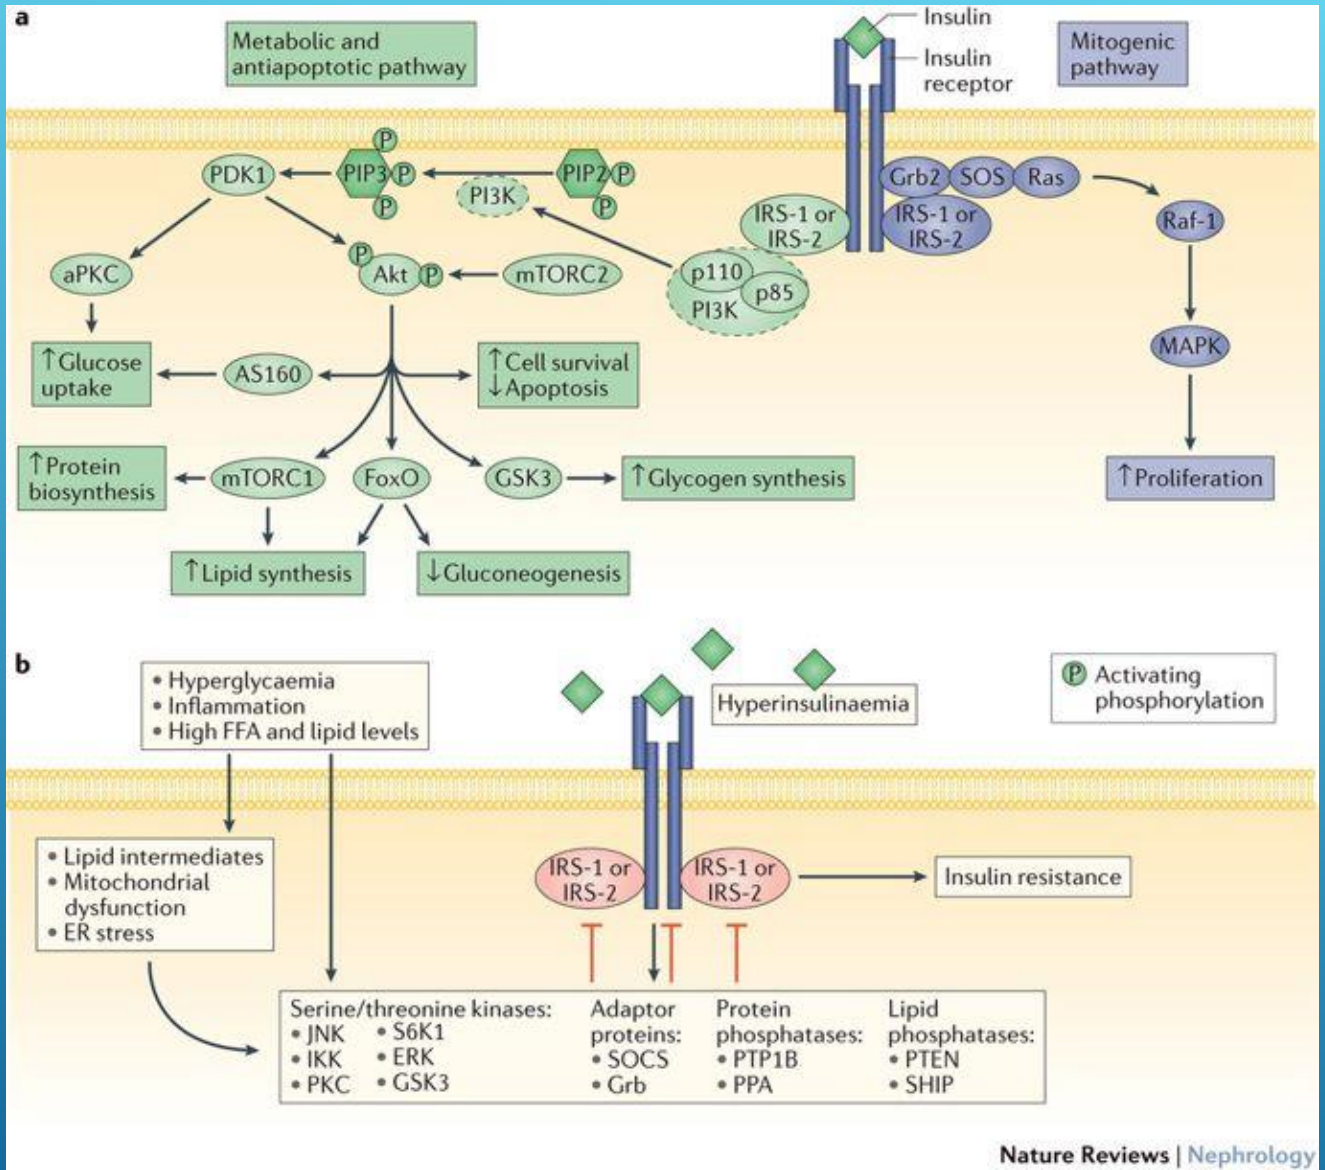 a
Metabolic and
antiapoptotic pathway
Insulin
Insulin
receptor
Mitogenic
pathway
PDK1
PIP3
P
P
P
PI3K
PIP2
P
P
IRS-1 or
IRS-2
Grb2
SOS
Ras
IRS-1 or
IRS-2
Raf-1
aPKC
P
Akt
P
mTORC2
p110
p85
PI3K
MAPK
↑Glucose
uptake
AS160
↑Cell survival
↓Apoptosis
↑Protein
biosynthesis
mTORC1
FoxO
GSK3
↑Glycogen synthesis
↑Proliferation
↑Lipid synthesis
↓Gluconeogenesis
b
• Hyperglycaemia
• Inflammation
• High FFA and lipid levels
Hyperinsulinaemia
P Activating
phosphorylation
• Lipid intermediates
• Mitochondrial
dysfunction
• ER stress
IRS-1 or
IRS-2
IRS-1 or
IRS-2
Insulin resistance
Serine/threonine kinases:
• JNK
• IKK
• PKC
• S6K1
• ERK
• GSK3
Adaptor
proteins:
• SOCS
• Grb
Protein
phosphatases:
• PTP1B
• PPA
Lipid
phosphatases:
• PTEN
• SHIP
Nature Reviews | Nephrology